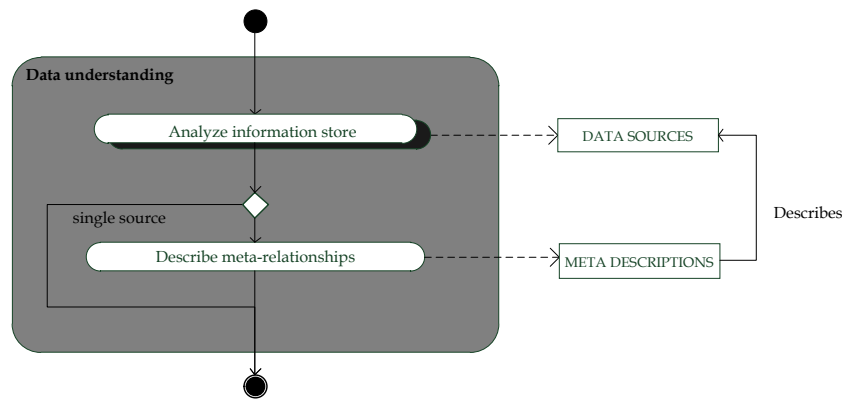 Data understanding
Analyze information store
DATA SOURCES
single source
Describes
Describe meta-relationships
META DESCRIPTIONS